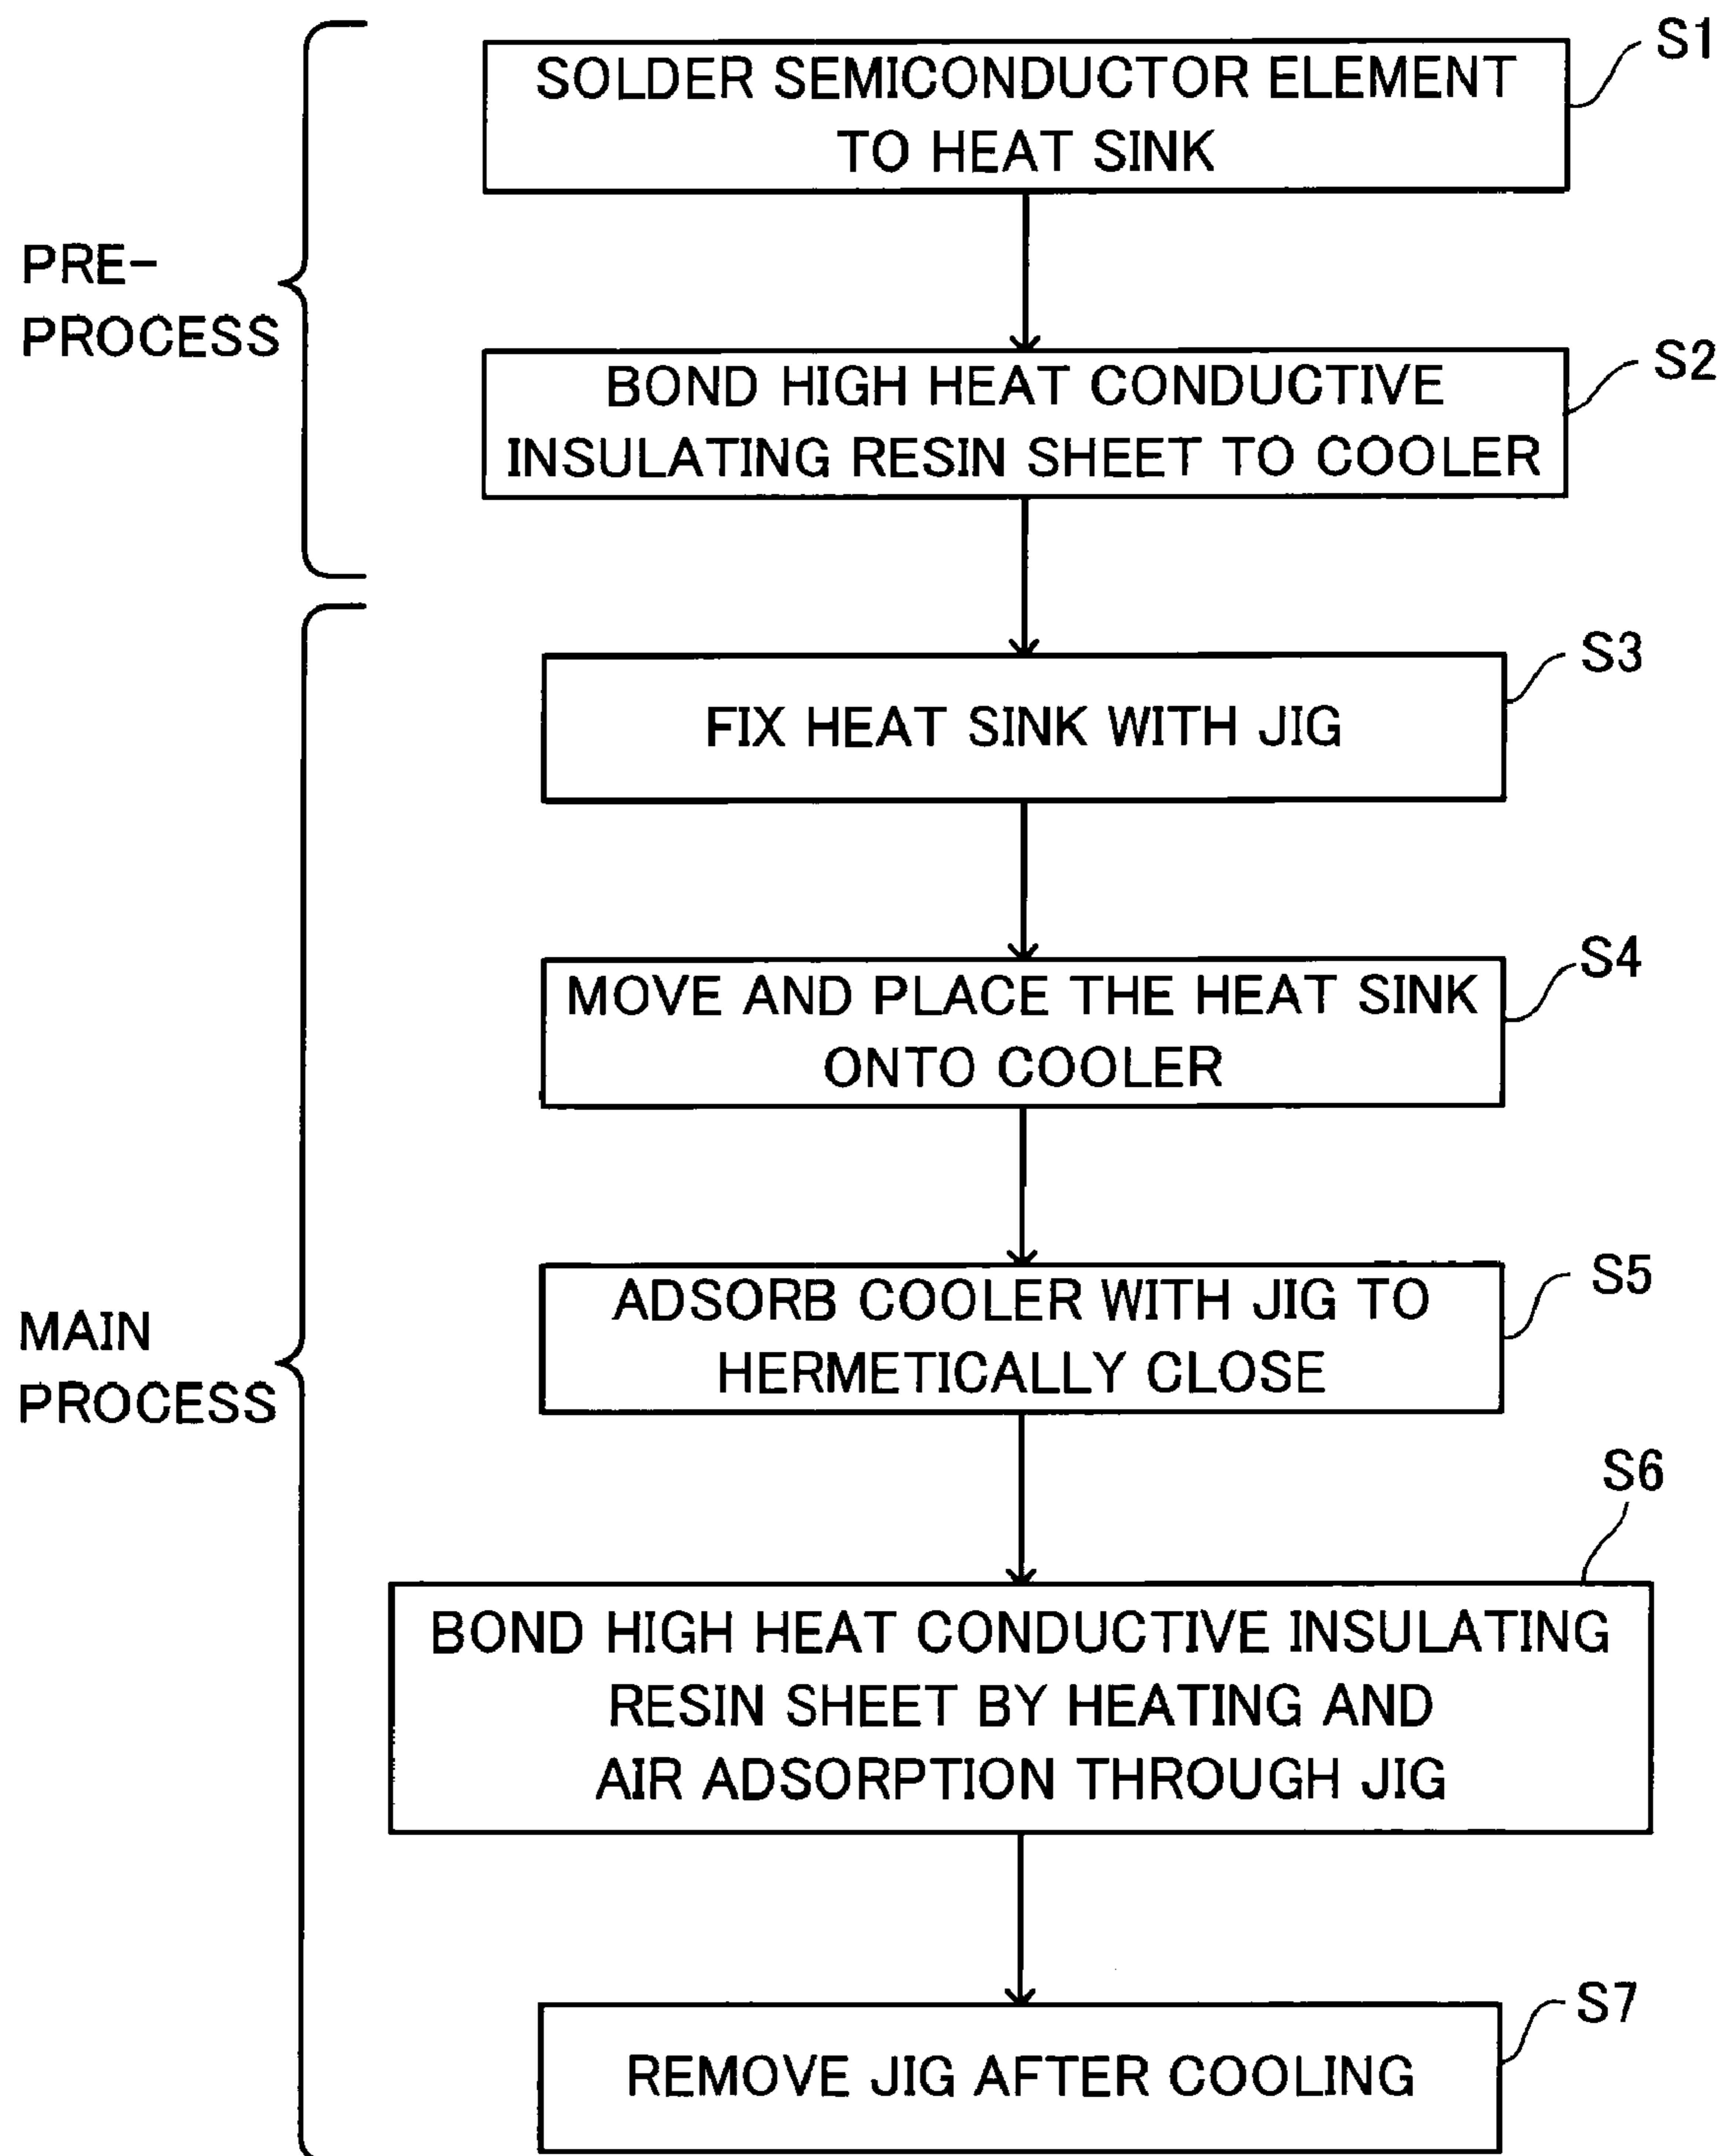 PRE-
PROCESS
S1
SOLDER SEMICONDUCTOR ELEMENT
TO HEAT SINK
S2
BOND HIGH HEAT CONDUCTIVE
INSULATING RESIN SHEET TO COOLER
MAIN
PROCESS
S3
FIX HEAT SINK WITH JIG
S4
MOVE AND PLACE THE HEAT SINK
ONTO COOLER
S5
ADSORB COOLER WITH JIG TO
HERMETICALLY CLOSE
S6
BOND HIGH HEAT CONDUCTIVE INSULATING
RESIN SHEET BY HEATING AND
AIR ADSORPTION THROUGH JIG
S7
REMOVE JIG AFTER COOLING